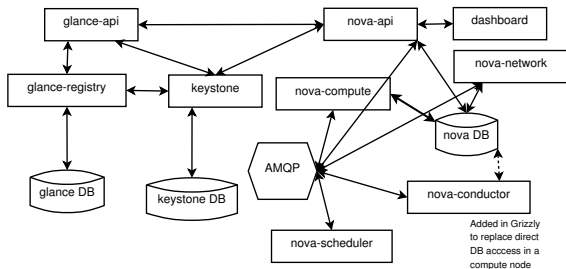 glance-api
nova-api
dashboard
nova-network
glance-registry
keystone
nova-compute
nova DB
AMQP
glance DB
keystone DB
nova-conductor
nova-scheduler
Added in Grizzly
to replace direct
DB acccess in a
compute node